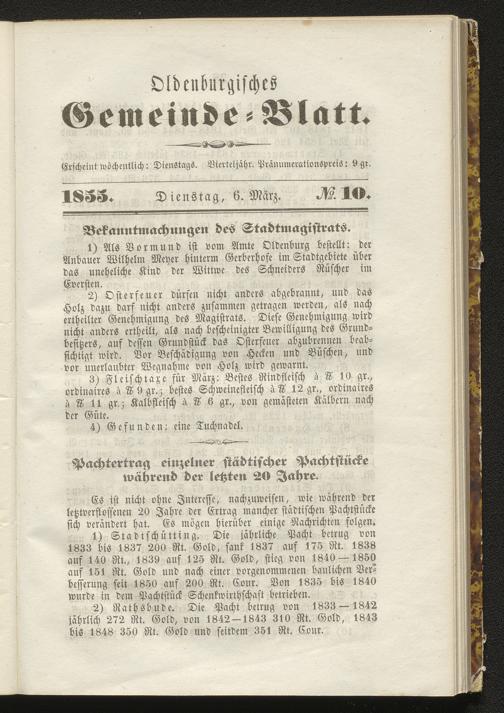 Oldenburgisches
Gemeinde-Blatt.
Erscheint wöchentlich: Dienstags. Vierteljähr. Pränumerationspreis: 9 gr.
1855. Dienstag, 6. März. № 10.
Bekanntmachungen des Stadtmagistrats.
1) Als Vormund ist vom Amte Oldenburg bestellt: der
Anbauer Wilhelm Meyer hinterm Gerberhofe im Stadtgebiete über
das uneheliche Kind der Wittwe des Schneiders Rüscher im
Eversten.
2) Osterfeuer dürfen nicht anders abgebrannt, und das
Holz dazu darf nicht anders zusammen getragen werden, als nach
ertheilter Genehmigung des Magistrats. Diese Genehmigung wird
nicht anders ertheilt, als nach bescheinigter Bewilligung des Grund-
besitzers, auf dessen Grundstück das Osterfeuer abzubrennen beab-
sichtigt wird. Vor Beschädigung von Hecken und Büschen, und
vor unerlaubter Wegnahme von Holz wird gewarnt.
3) Fleischtaxe für März: Bestes Rindfleisch à ℔ 10 gr.,
ordinaires à ℔ 9 gr.; bestes Schweinefleisch à ℔ 12 gr., ordinaires
à ℔ 11 gr.; Kalbfleisch à ℔ 6 gr., von gemästeten Kälbern nach
der Güte.
4) Gefunden: eine Tuchnadel.
Pachtertrag einzelner städtischer Pachtstücke
während der letzten 20 Jahre.
Es ist nicht ohne Interesse, nachzuweisen, wie während der
letztverflossenen 20 Jahre der Ertrag mancher städtischen Pachtstücke
sich verändert hat. Es mögen hierüber einige Nachrichten folgen.
1) Stadtschütting. Die jährliche Pacht betrug von
1833 bis 1837 200 Rt. Gold, sank 1837 auf 175 Rt. 1838
auf 140 Rt., 1839 auf 125 Rt. Gold, stieg von 1840—1850
auf 151 Rt. Gold und nach einer vorgenommenen baulichen Ver-
besserung seit 1850 auf 200 Rt. Cour. Von 1835 bis 1840
wurde in dem Pachtstück Schenkwirthschaft betrieben.
2) Rathsbude. Die Pacht betrug von 1833—1842
jährlich 272 Rt. Gold, von 1842—1843 310 Rt. Gold, 1843
bis 1848 350 Rt. Gold und seitdem 351 Rt. Cour.